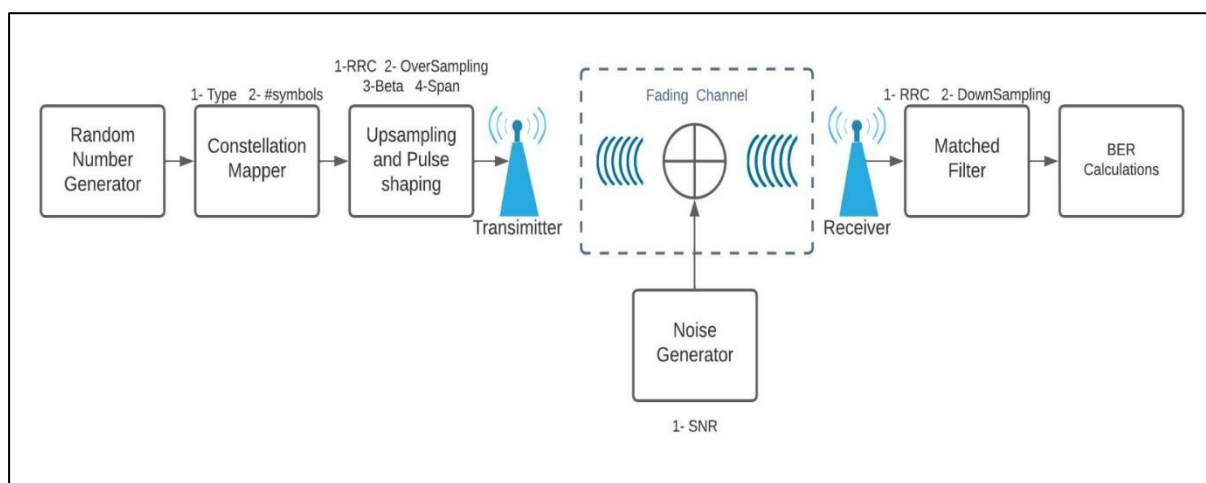 Random
Number
Generator
1- Type 2- #symbols
Constellation
Mapper
1-RRC 2- OverSampling
3-Beta 4-Span
Upsampling
and Pulse
shaping
Transimitter
Fading Channel
Noise
Generator
1- SNR
Receiver
1- RRC 2- DownSampling
Matched
Filter
BER
Calculations